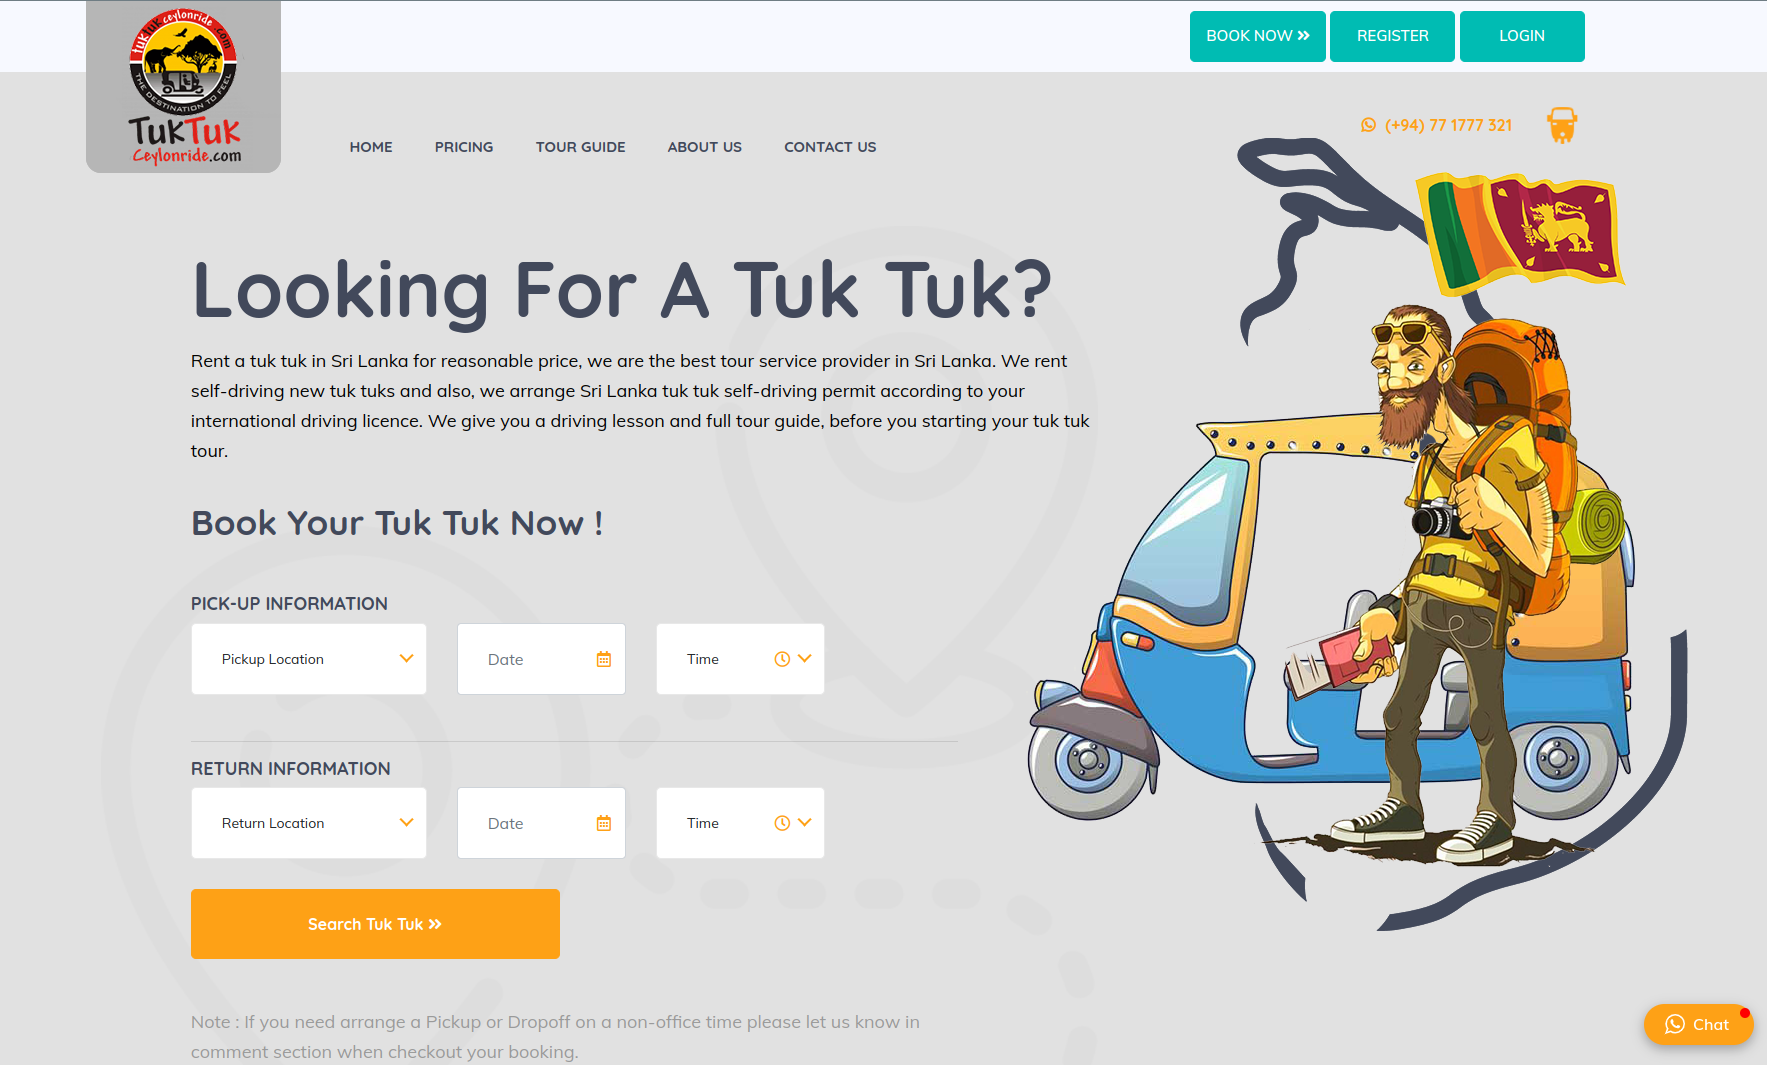 tuktuk ceylonride .com
THE DESTINATION TO FEEL
TukTuk
Ceylonride.com
BOOK NOW
REGISTER
LOGIN
HOME
PRICING
TOUR GUIDE
ABOUT US
CONTACT US
(+94) 77 1777 321
Looking For A Tuk Tuk?
Rent a tuk tuk in Sri Lanka for reasonable price, we are the best tour service provider in Sri Lanka. We rent
self-driving new tuk tuks and also, we arrange Sri Lanka tuk tuk self-driving permit according to your
international driving licence. We give you a driving lesson and full tour guide, before you starting your tuk tuk
tour.
Book Your Tuk Tuk Now !
PICK-UP INFORMATION
Pickup Location
Date
Time
RETURN INFORMATION
Return Location
Date
Time
Search Tuk Tuk
Note : If you need arrange a Pickup or Dropoff on a non-office time please let us know in
comment section when checkout your booking.
Chat